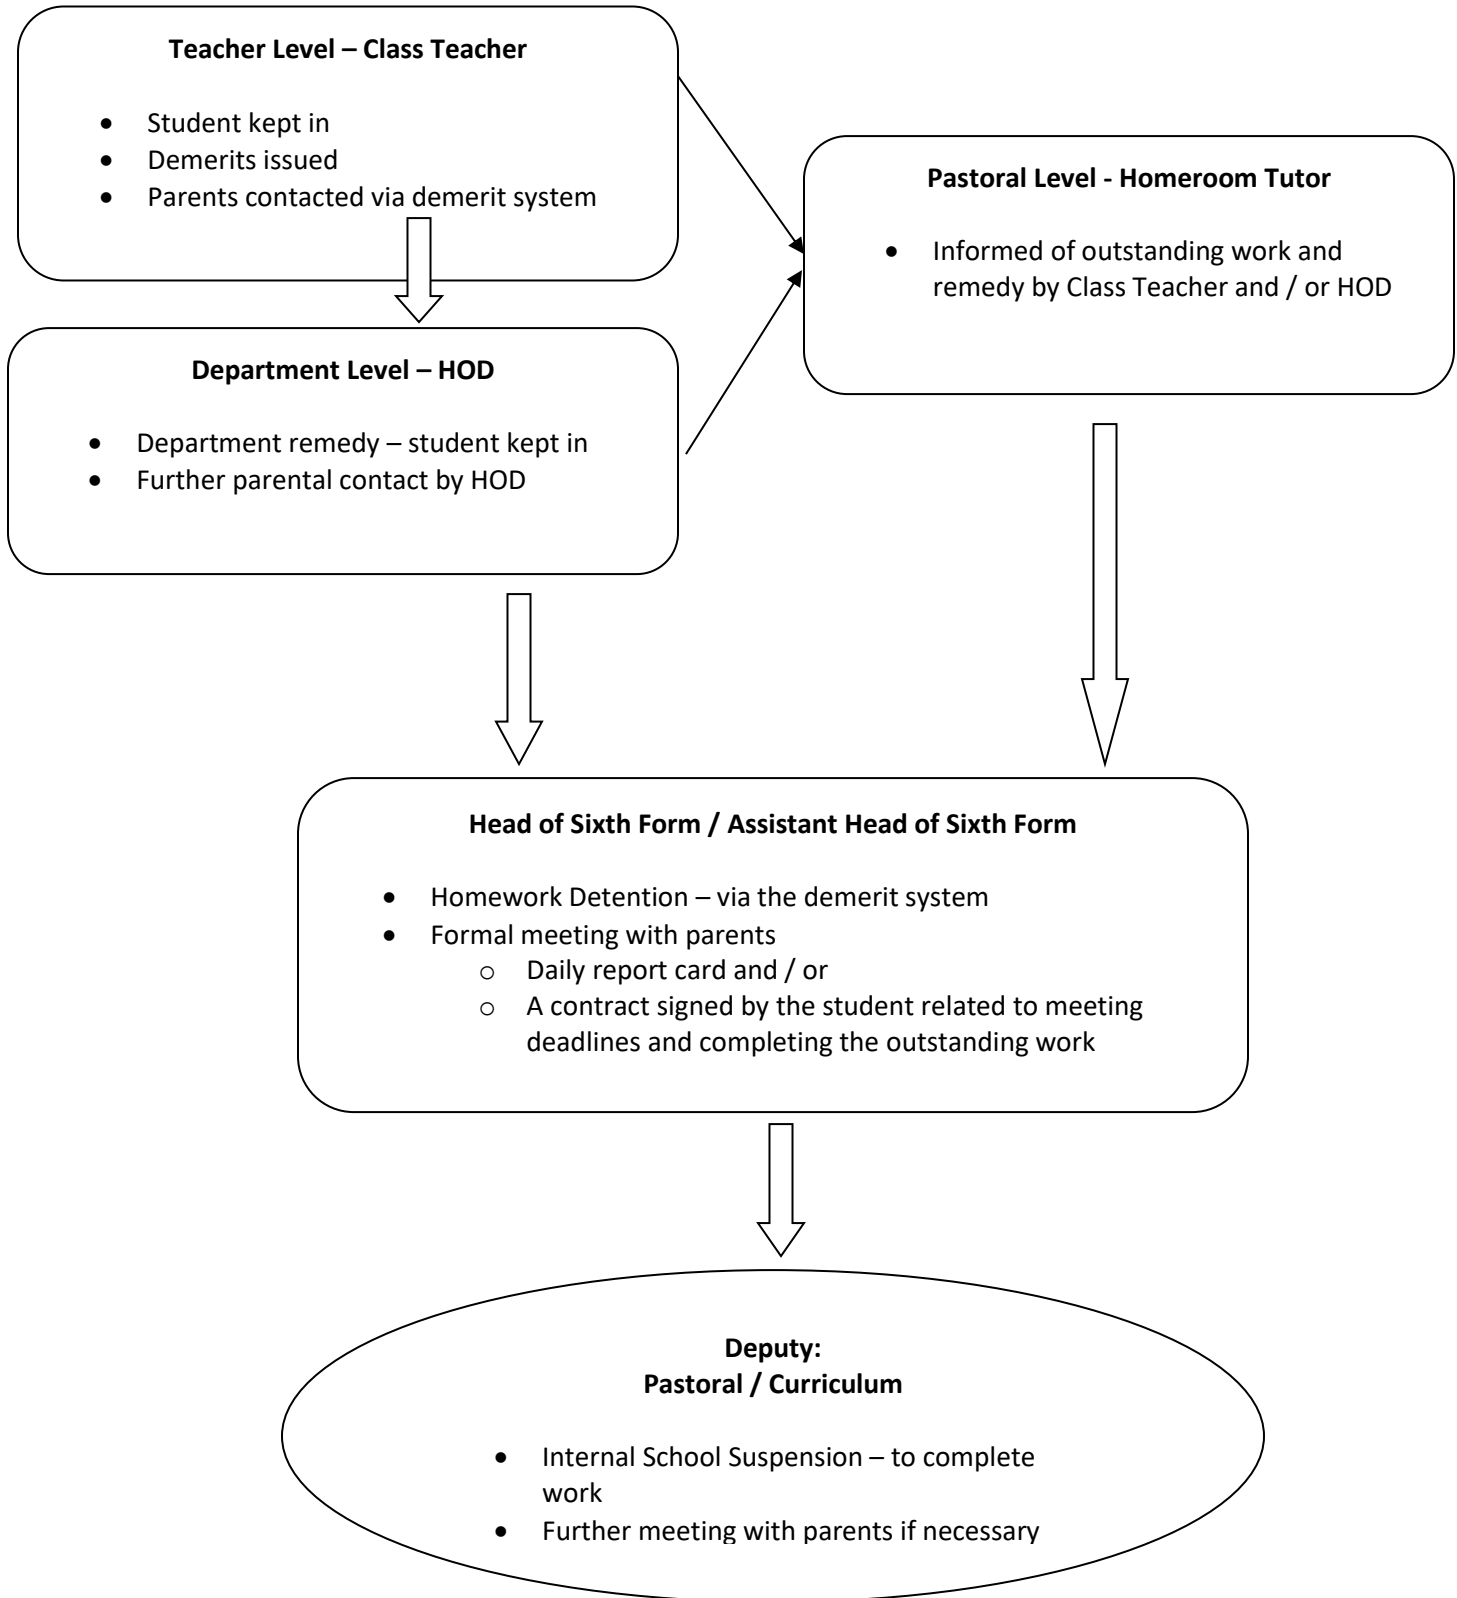 Teacher Level – Class Teacher
• Student kept in
• Demerits issued
• Parents contacted via demerit system
Pastoral Level - Homeroom Tutor
• Informed of outstanding work and
remedy by Class Teacher and / or HOD
Department Level – HOD
• Department remedy – student kept in
• Further parental contact by HOD
Head of Sixth Form / Assistant Head of Sixth Form
• Homework Detention – via the demerit system
• Formal meeting with parents
o Daily report card and / or
o A contract signed by the student related to meeting
deadlines and completing the outstanding work
Deputy:
Pastoral / Curriculum
• Internal School Suspension – to complete
work
• Further meeting with parents if necessary